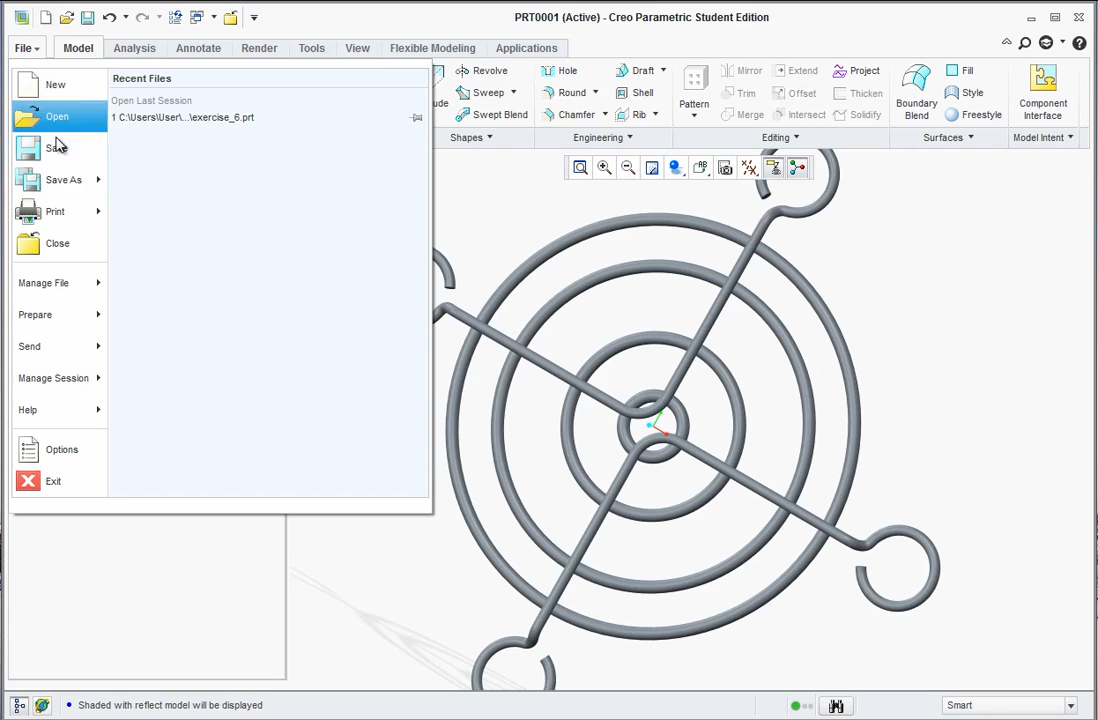 PRT0001 (Active) - Creo Parametric Student Edition
File Model Analysis Annotate Render Tools View Flexible Modeling Applications
New
Open
Save As
Print
Close
Manage File
Prepare
Send
Manage Session
Help
Options
Exit
Recent Files
Open Last Session
1 C:\Users\User\...\exercise_6.prt
Revolve
Sweep
Swept Blend
Shapes
Hole
Round
Chamfer
Draft
Shell
Rib
Engineering
Pattern
Mirror
Trim
Merge
Extend
Offset
Intersect
Project
Thicken
Solidify
Editing
Boundary
Blend
Fill
Style
Freestyle
Surfaces
Component
Interface
Model Intent
Shaded with reflect model will be displayed
Smart